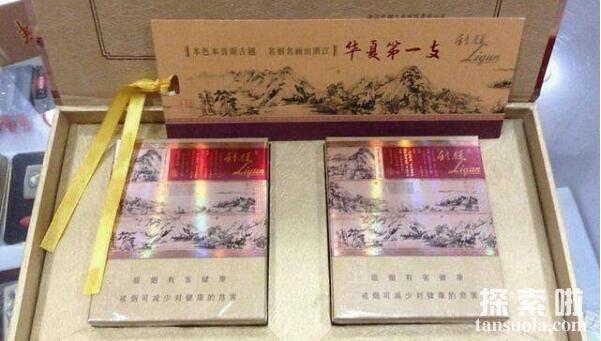 本色本香源古越 名烟名画出浙江
华夏第一支
利群
Liqun
利群
Liqun
吸烟有害健康
戒烟可减少对健康的危害
利群
Liqun
吸烟有害健康
戒烟可减少对健康的危害
探索啦
tansuola.com